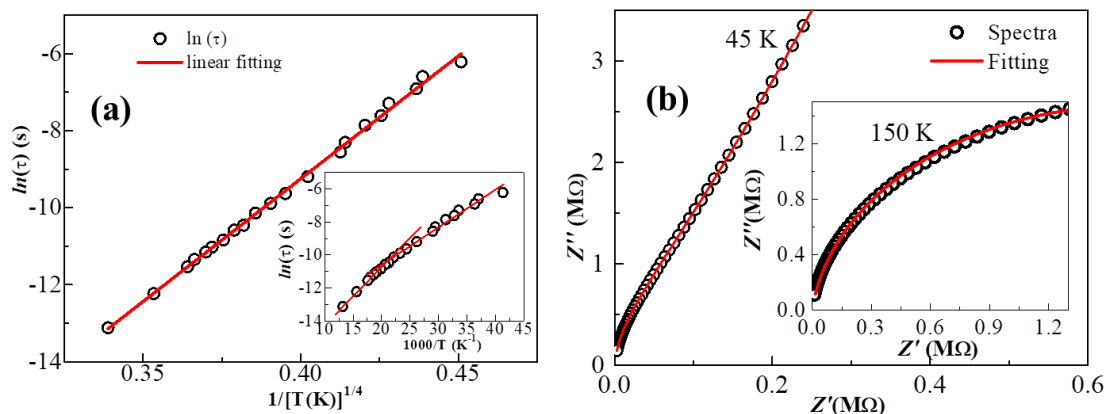 (a)
ln (τ)
linear fitting
ln(τ) (s)
-6
-8
-10
-12
-14
0.35
0.40
0.45
1/[T(K)]^1/4
ln(τ) (s)
-6
-8
-10
-12
-14
10 15 20 25 30 35 40 45
1000/T (K^-1)
(b)
45 K
Spectra
Fitting
Z'' (MΩ)
3
2
1
0
0.0
0.2
0.4
0.6
Z'(MΩ)
150 K
Z''(MΩ)
1.2
0.8
0.4
0.0
0.0 0.3 0.6 0.9 1.2
Z' (MΩ)